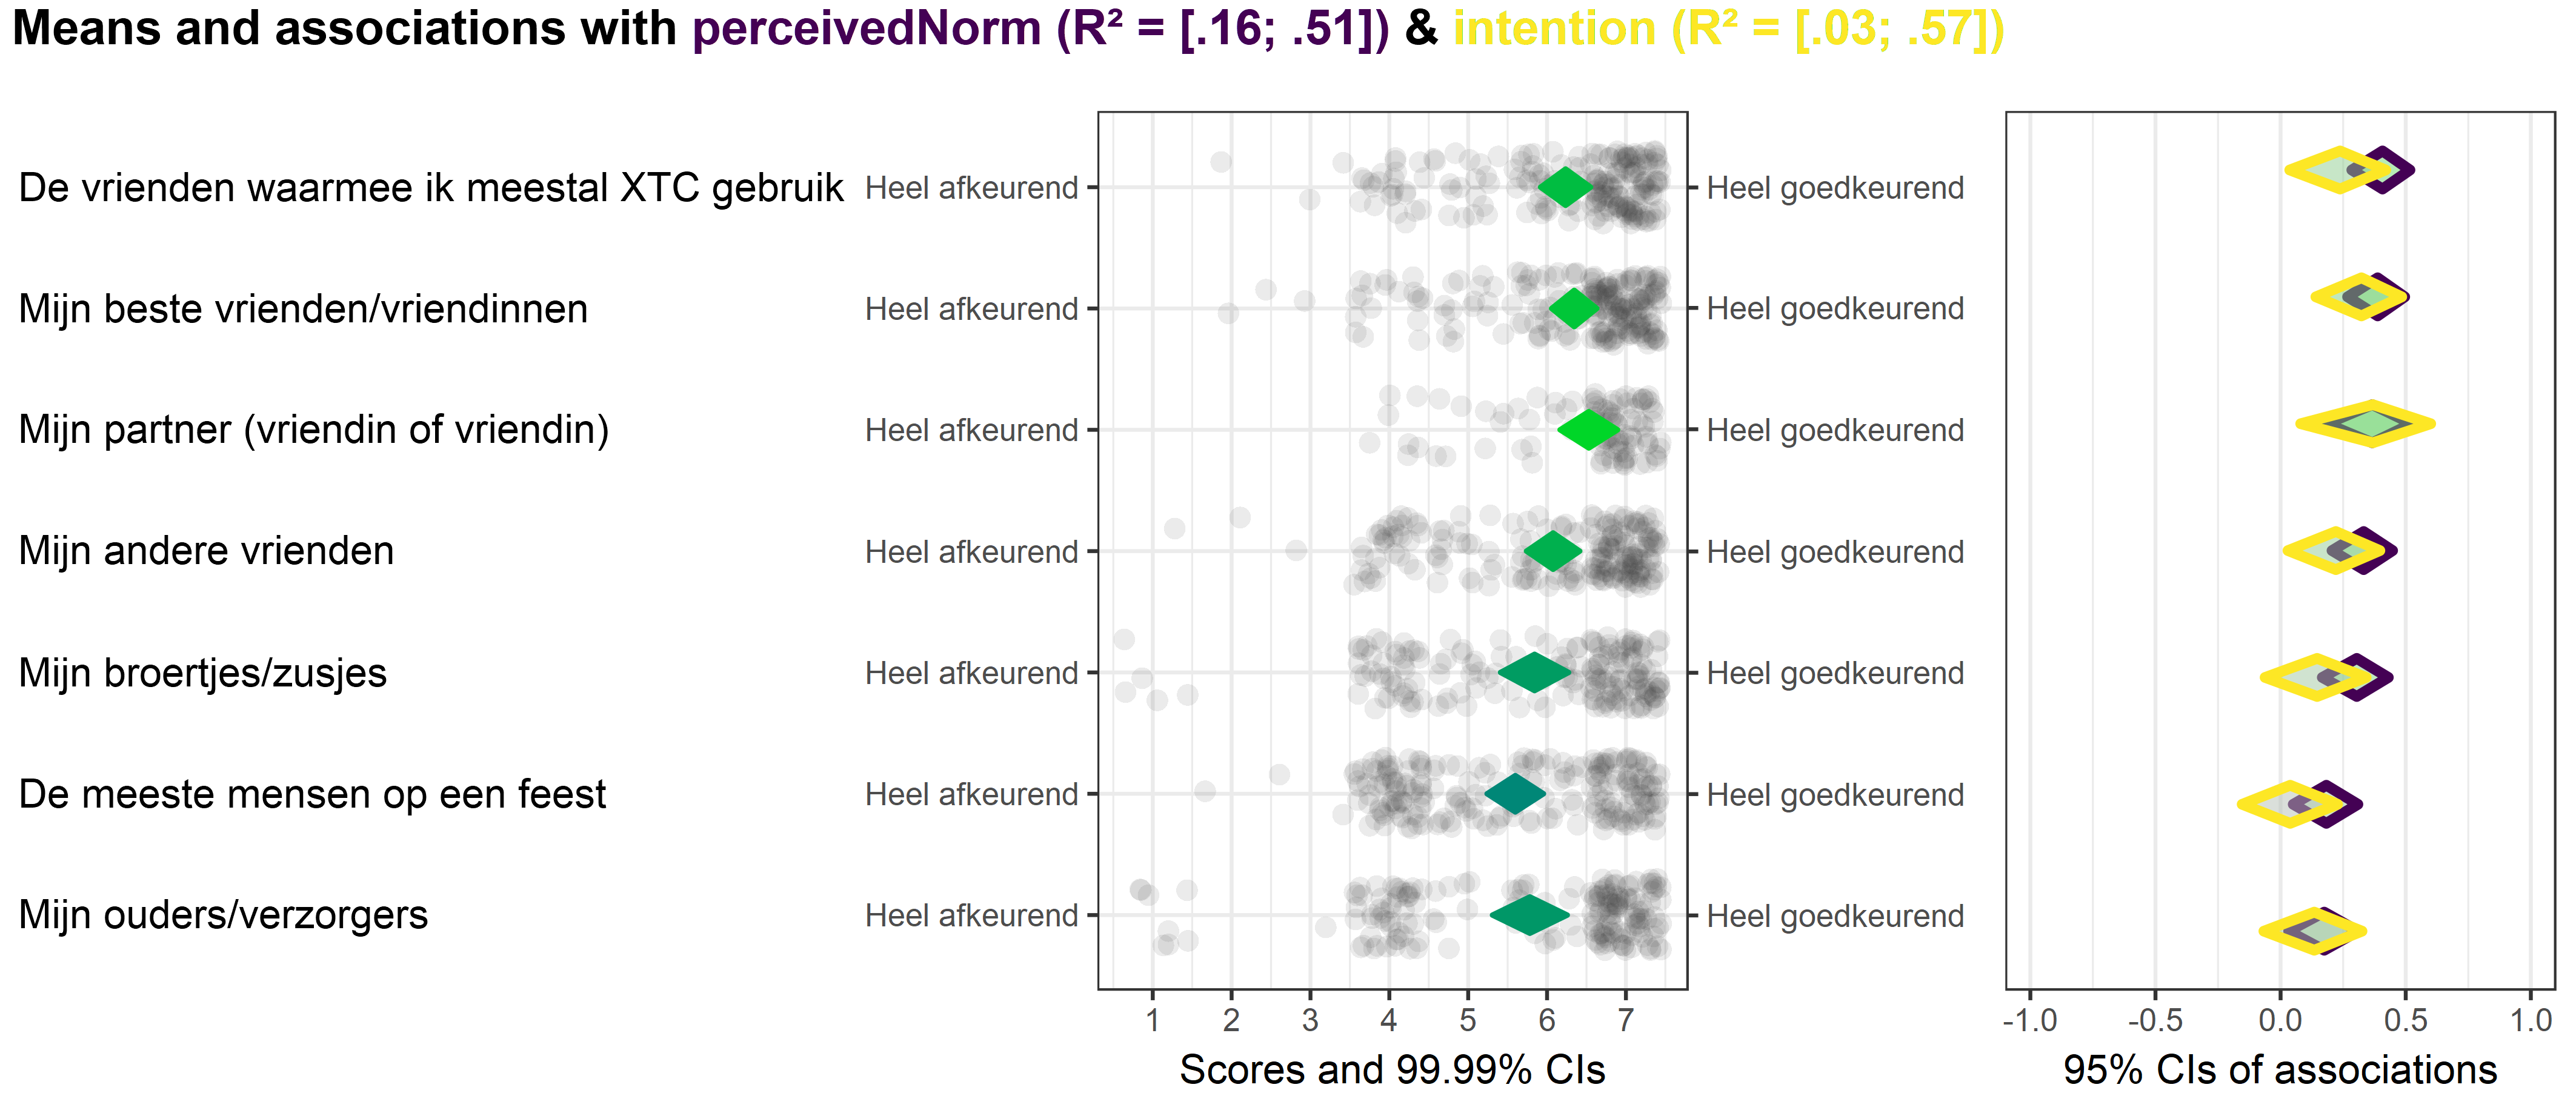 Means and associations with perceivedNorm (R² = [.16; .51]) & intention (R² = [.03; .57])
De vrienden waarmee ik meestal XTC gebruik Heel afkeurend Heel goedkeurend
Mijn beste vrienden/vriendinnen Heel afkeurend Heel goedkeurend
Mijn partner (vriendin of vriendin) Heel afkeurend Heel goedkeurend
Mijn andere vrienden Heel afkeurend Heel goedkeurend
Mijn broertjes/zusjes Heel afkeurend Heel goedkeurend
De meeste mensen op een feest Heel afkeurend Heel goedkeurend
Mijn ouders/verzorgers Heel afkeurend Heel goedkeurend
1 2 3 4 5 6 7 -1.0 -0.5 0.0 0.5 1.0
Scores and 99.99% CIs 95% CIs of associations